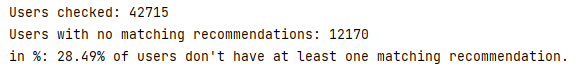 Users checked: 42715
Users with no matching recommendations: 12170
in %: 28.49% of users don't have at least one matching recommendation.